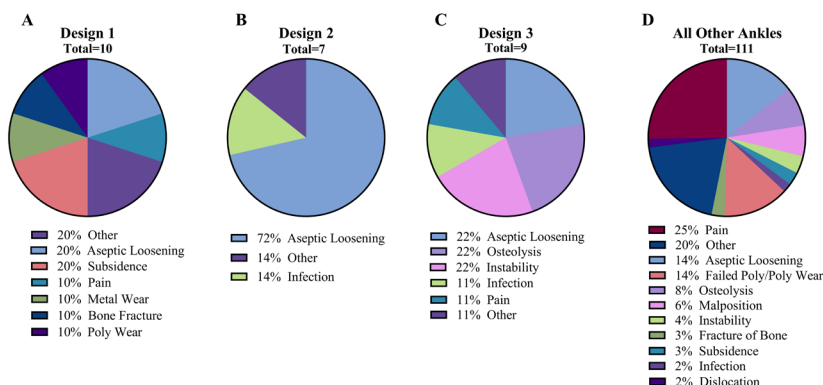 A
Design 1
Total=10
20% Other
20% Aseptic Loosening
20% Subsidence
10% Pain
10% Metal Wear
10% Bone Fracture
10% Poly Wear
B
Design 2
Total=7
72% Aseptic Loosening
14% Other
14% Infection
C
Design 3
Total=9
22% Aseptic Loosening
22% Osteolysis
22% Instability
11% Infection
11% Pain
11% Other
D
All Other Ankles
Total=111
25% Pain
20% Other
14% Aseptic Loosening
14% Failed Poly/Poly Wear
8% Osteolysis
6% Malposition
4% Instability
3% Fracture of Bone
3% Subsidence
2% Infection
2% Dislocation